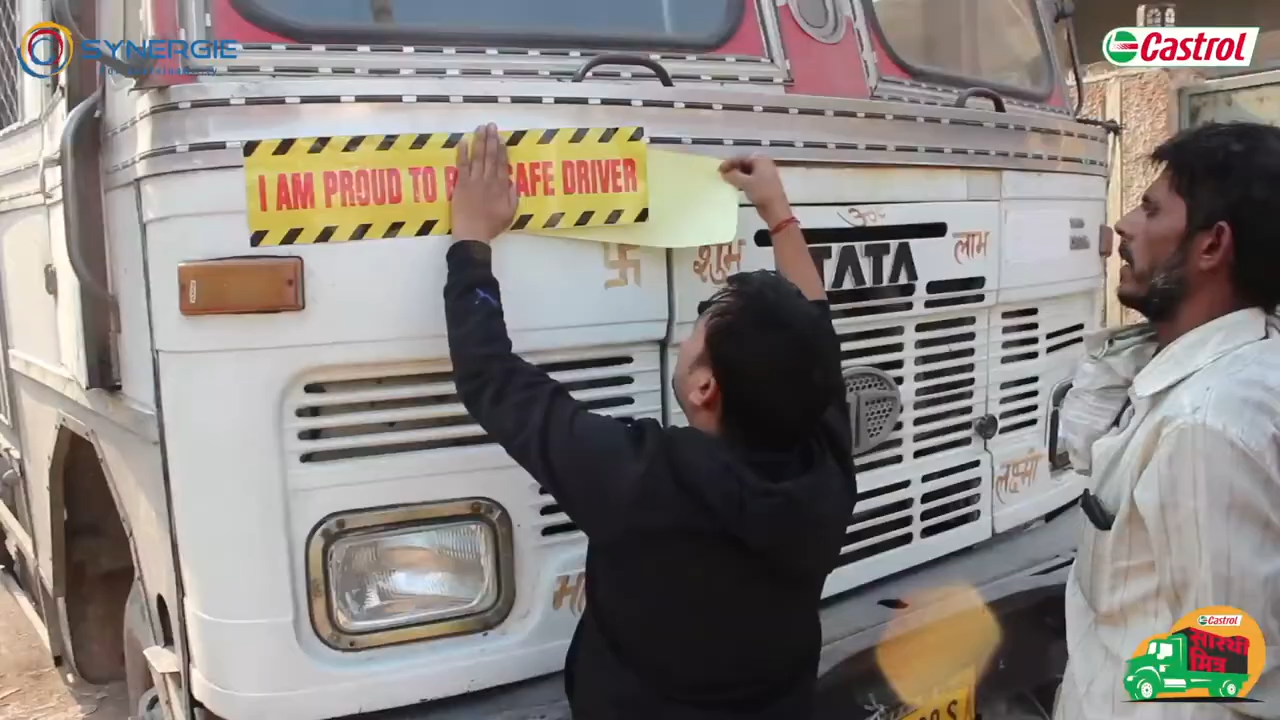 SYNERGIE
Castrol
I AM PROUD TO B SAFE DRIVER
卐
शुभ
TATA
लाभ
लक्ष्मी
Castrol
सारथी
मित्र